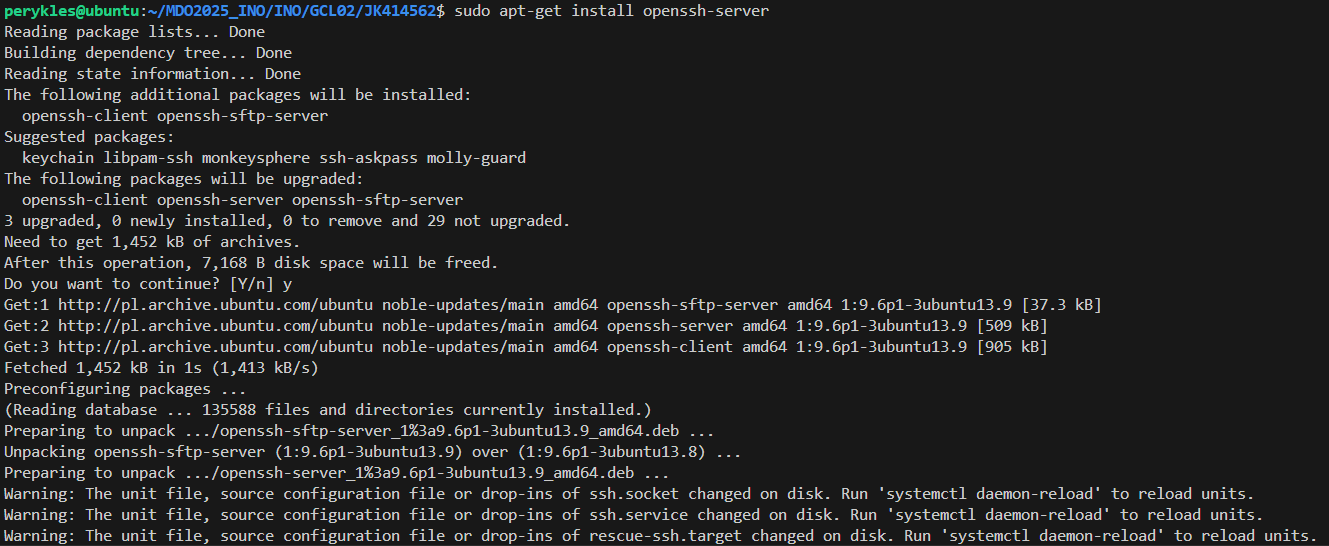 perykles@ubuntu:~/MDO2025_INO/INO/GCL02/JK414562$ sudo apt-get install openssh-server
Reading package lists... Done
Building dependency tree... Done
Reading state information... Done
The following additional packages will be installed:
  openssh-client openssh-sftp-server
Suggested packages:
  keychain libpam-ssh monkeysphere ssh-askpass molly-guard
The following packages will be upgraded:
  openssh-client openssh-server openssh-sftp-server
3 upgraded, 0 newly installed, 0 to remove and 29 not upgraded.
Need to get 1,452 kB of archives.
After this operation, 7,168 B disk space will be freed.
Do you want to continue? [Y/n] y
Get:1 http://pl.archive.ubuntu.com/ubuntu noble-updates/main amd64 openssh-sftp-server amd64 1:9.6p1-3ubuntu13.9 [37.3 kB]
Get:2 http://pl.archive.ubuntu.com/ubuntu noble-updates/main amd64 openssh-server amd64 1:9.6p1-3ubuntu13.9 [509 kB]
Get:3 http://pl.archive.ubuntu.com/ubuntu noble-updates/main amd64 openssh-client amd64 1:9.6p1-3ubuntu13.9 [905 kB]
Fetched 1,452 kB in 1s (1,413 kB/s)
Preconfiguring packages ...
(Reading database ... 135588 files and directories currently installed.)
Preparing to unpack .../openssh-sftp-server_1%3a9.6p1-3ubuntu13.9_amd64.deb ...
Unpacking openssh-sftp-server (1:9.6p1-3ubuntu13.9) over (1:9.6p1-3ubuntu13.8) ...
Preparing to unpack .../openssh-server_1%3a9.6p1-3ubuntu13.9_amd64.deb ...
Warning: The unit file, source configuration file or drop-ins of ssh.socket changed on disk. Run 'systemctl daemon-reload' to reload units.
Warning: The unit file, source configuration file or drop-ins of ssh.service changed on disk. Run 'systemctl daemon-reload' to reload units.
Warning: The unit file, source configuration file or drop-ins of rescue-ssh.target changed on disk. Run 'systemctl daemon-reload' to reload units.